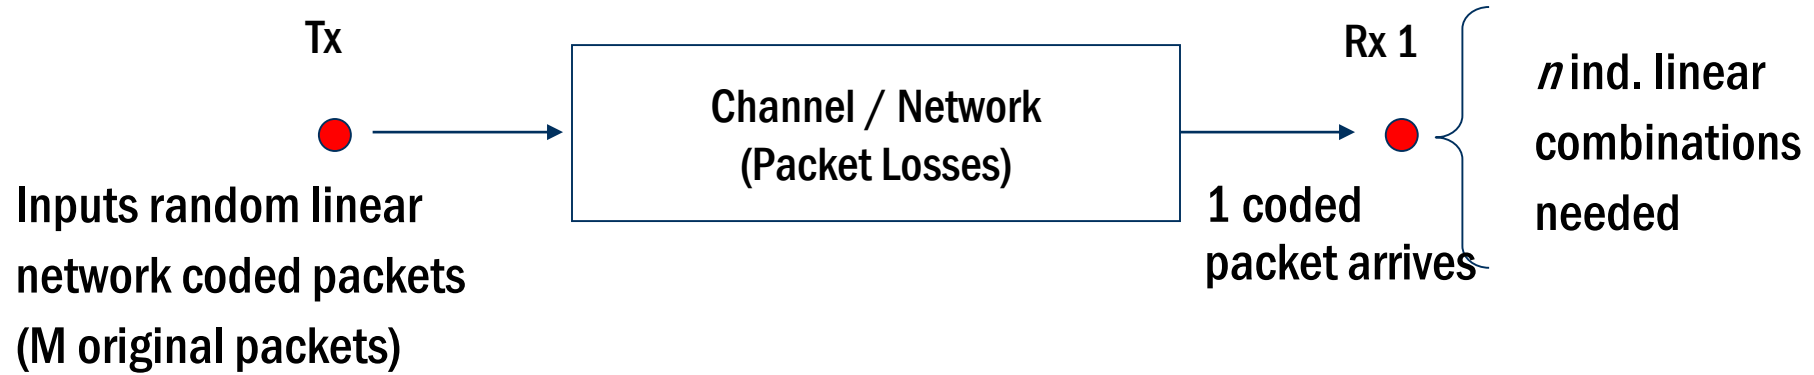 Tx
Inputs random linear
network coded packets
(M original packets)
Channel / Network
(Packet Losses)
Rx 1
1 coded
packet arrives
n ind. linear
combinations
needed